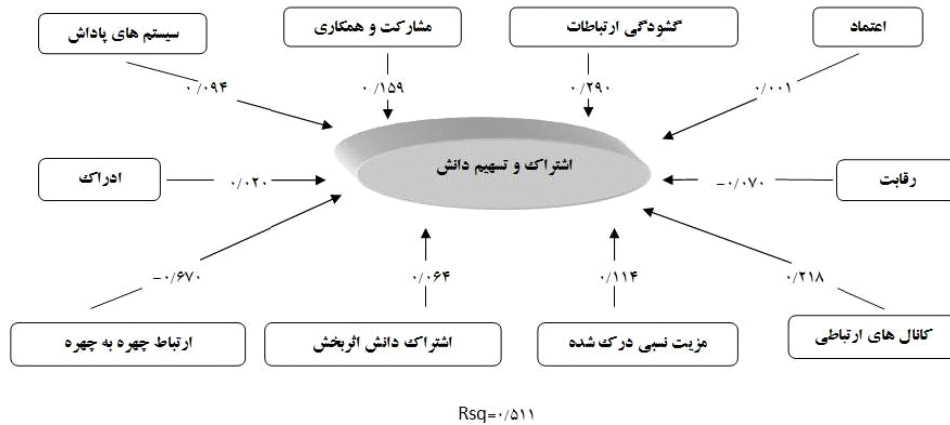 سیستم های پاداش
مشارکت و همکاری
گشودگی ارتباطات
اعتماد
۰/۰۹۴
۰/۱۵۹
۰/۲۹۰
۰/۰۰۱
اشتراک و تسهیم دانش
ادراک
۰/۰۲۰
-۰/۰۷۰
رقابت
-۰/۶۷۰
۰/۰۶۴
۰/۱۱۴
۰/۲۱۸
ارتباط چهره به چهره
اشتراک دانش اثربخش
مزیت نسبی درک شده
کانال های ارتباطی
Rsq=۰/۵۱۱